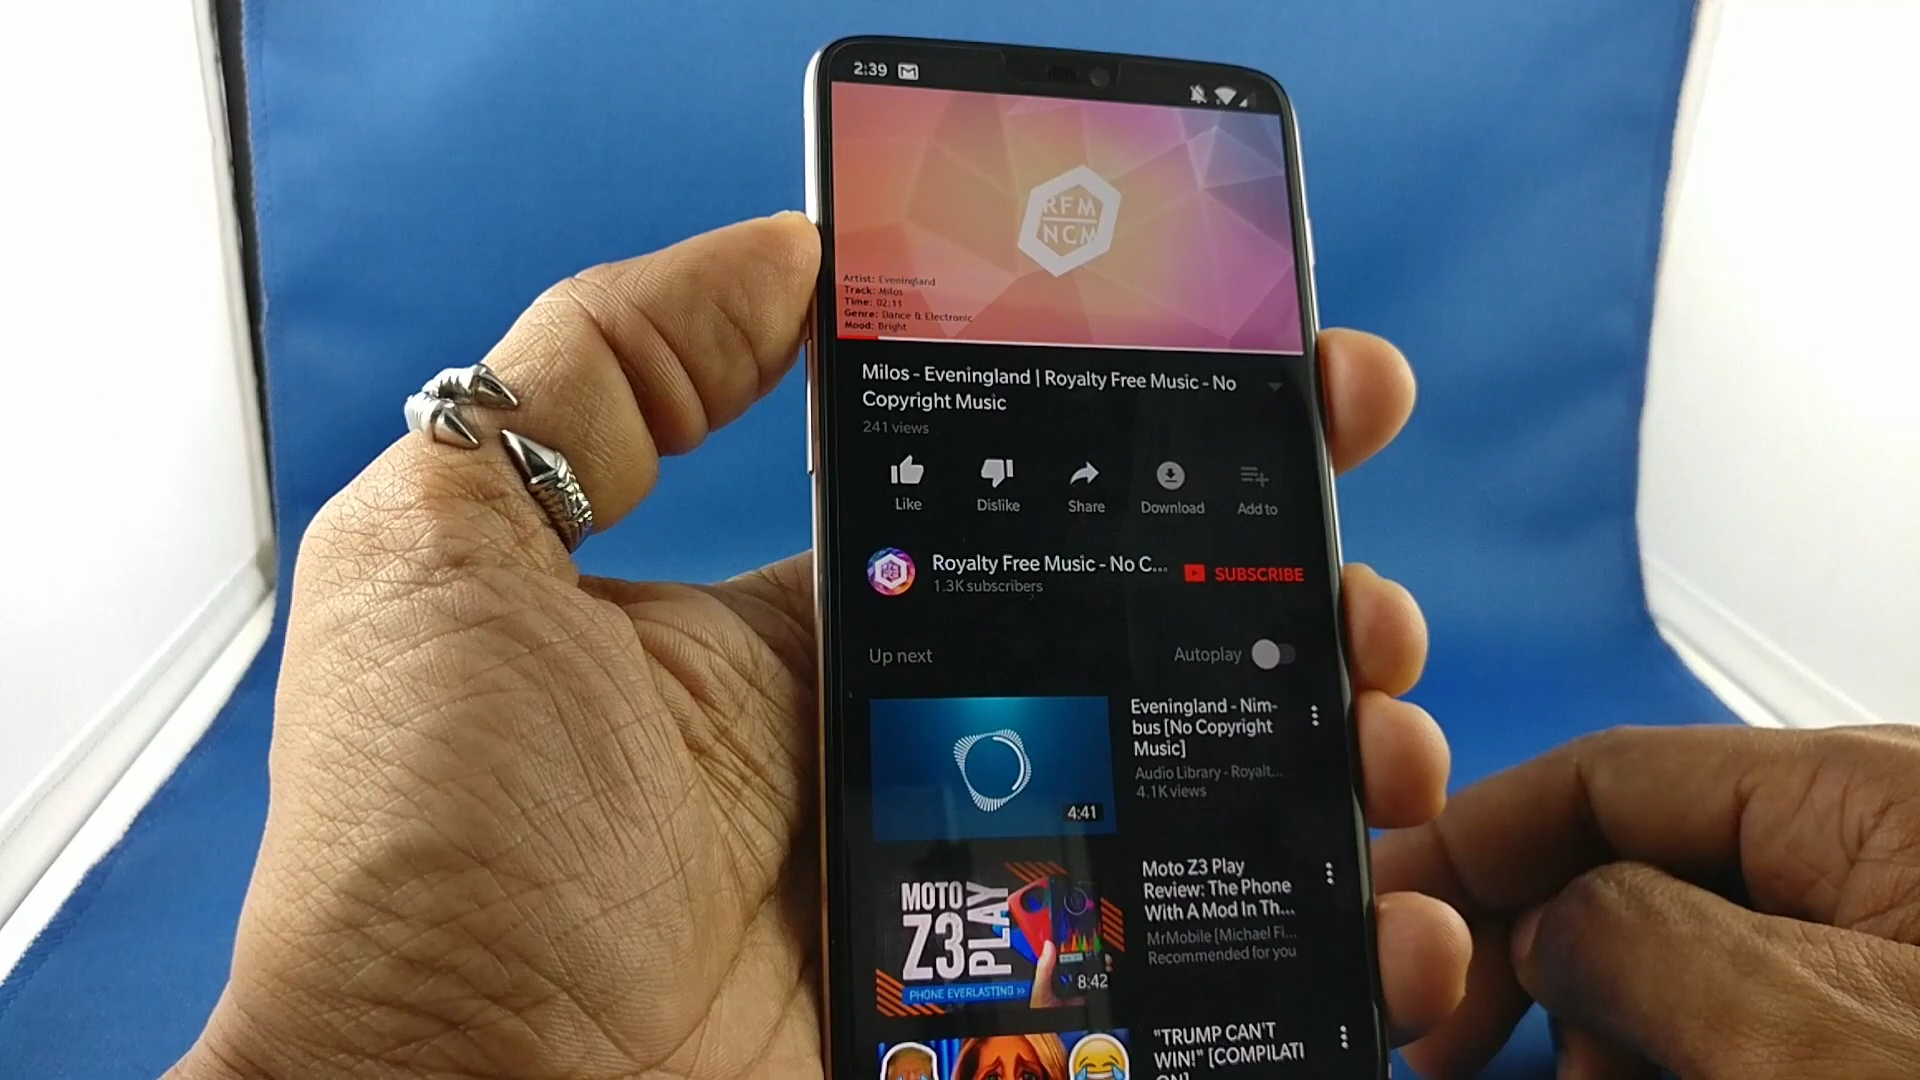 2:39
RFM
NCM
Artist: Eveningland
Track: Milos
Time: 02:11
Genre: Dance & Electronic
Mood: Bright
Milos - Eveningland | Royalty Free Music - No
Copyright Music
241 views
Like
Dislike
Share
Download
Add to
Royalty Free Music - No C...
1.3K subscribers
SUBSCRIBE
Up next
Autoplay
4:41
Eveningland - Nim-
bus [No Copyright
Music]
Audio Library - Royalt...
4.1K views
MOTO
Z3
PLAY
PHONE EVERLASTING >>
8:42
Moto Z3 Play
Review: The Phone
With A Mod In Th...
MrMobile [Michael Fi...
Recommended for you
"TRUMP CAN'T
WIN!" [COMPILATI
ON]